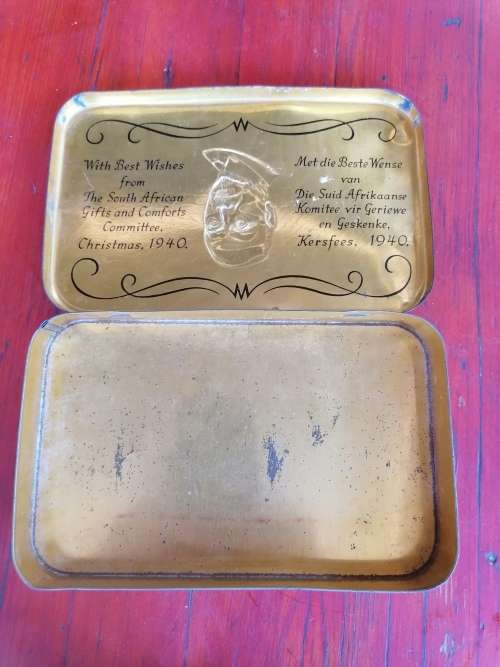 With Best Wishes
from
The South African
Gifts and Comforts
Committee,
Christmas, 1940.
Met die Beste Wense
van
Die Suid Afrikaanse
Komitee vir Geriewe
en Geskenke,
Kersfees, 1940.